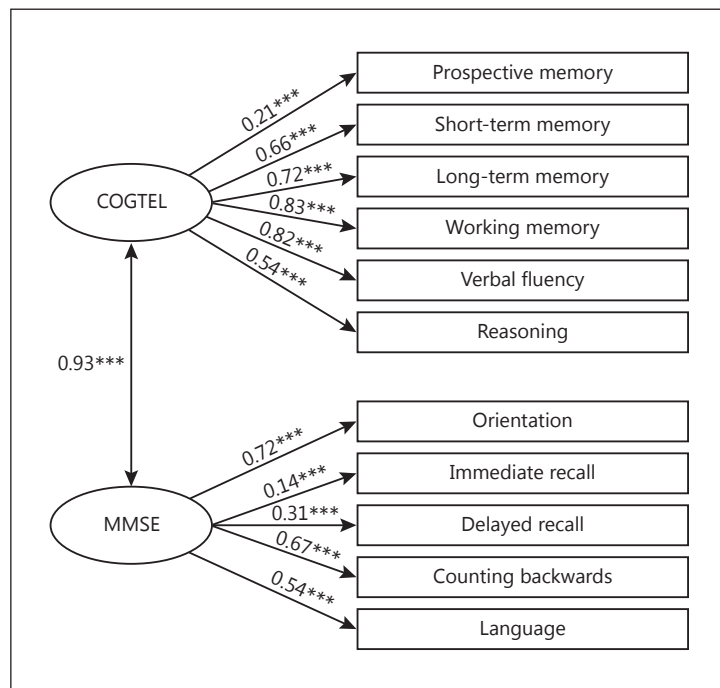 Prospective memory
0.21***
Short-term memory
0.66***
Long-term memory
0.72***
COGTEL
0.83***
Working memory
0.82***
Verbal fluency
0.54***
Reasoning
0.93***
Orientation
0.72***
Immediate recall
0.14***
Delayed recall
0.31***
MMSE
0.67***
Counting backwards
0.54***
Language